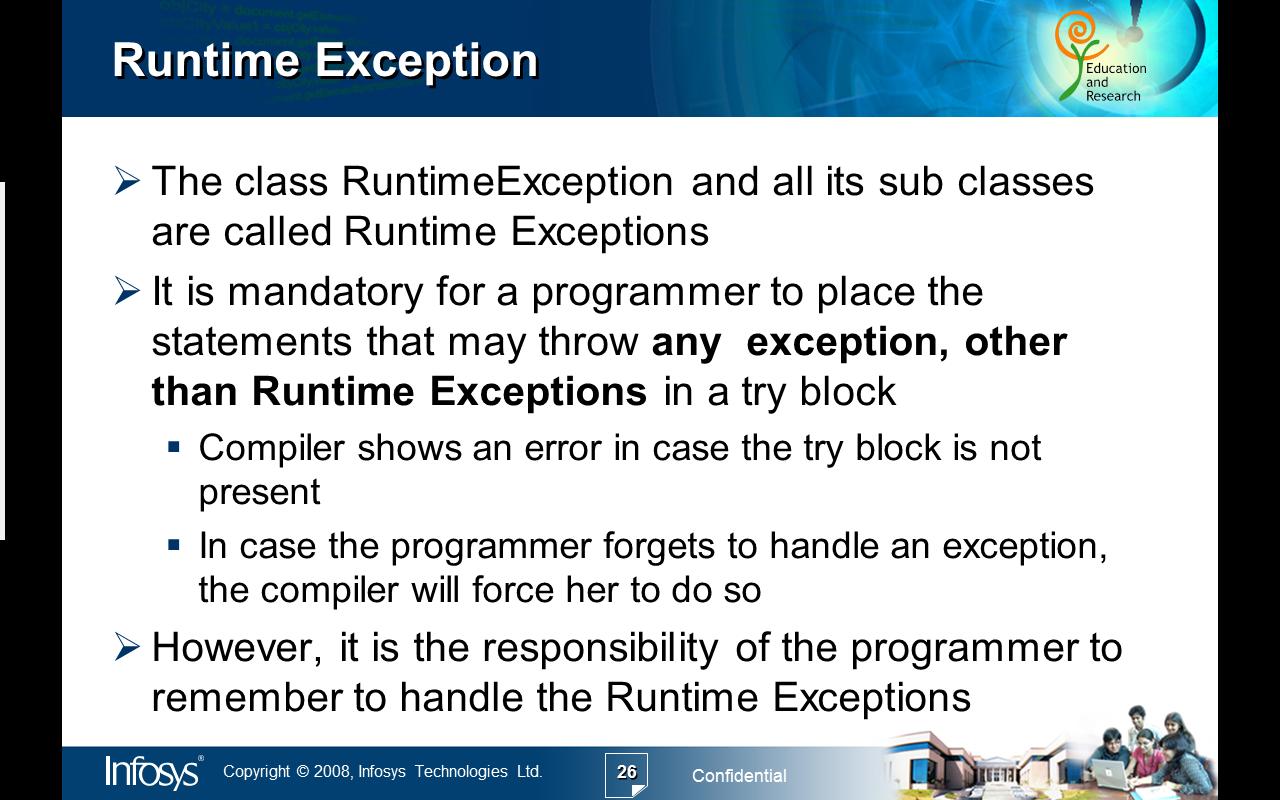 Runtime Exception
Education
and
Research
The class RuntimeException and all its sub classes
are called Runtime Exceptions
It is mandatory for a programmer to place the
statements that may throw any exception, other
than Runtime Exceptions in a try block
Compiler shows an error in case the try block is not
present
In case the programmer forgets to handle an exception,
the compiler will force her to do so
However, it is the responsibility of the programmer to
remember to handle the Runtime Exceptions
Infosys® Copyright © 2008, Infosys Technologies Ltd. 26 Confidential